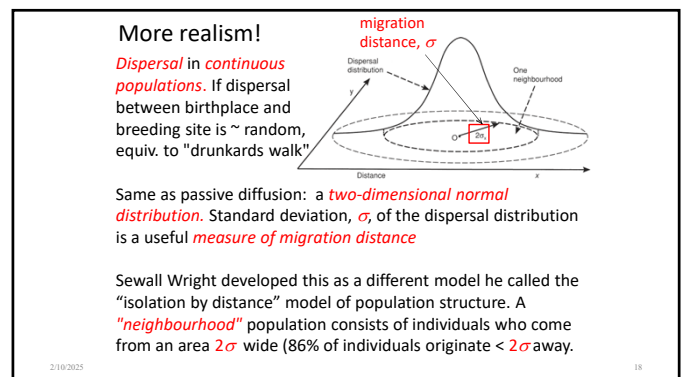 More realism!
migration
distance, σ
Dispersal in continuous
populations. If dispersal
between birthplace and
breeding site is ~ random,
equiv. to "drunkards walk"
Dispersal
distribution
One
neighbourhood
y
O
2σx
Distance
x
Same as passive diffusion: a two-dimensional normal
distribution. Standard deviation, σ, of the dispersal distribution
is a useful measure of migration distance
Sewall Wright developed this as a different model he called the
“isolation by distance” model of population structure. A
"neighbourhood" population consists of individuals who come
from an area 2σ wide (86% of individuals originate < 2σ away.
2/10/2025
18